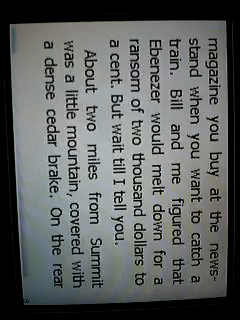 magazine you buy at the news-
stand when you want to catch a
train. Bill and me figured that
Ebenezer would melt down for a
ransom of two thousand dollars to
a cent. But wait till I tell you.
About two miles from Summit
was a little mountain, covered with
a dense cedar brake. On the rear